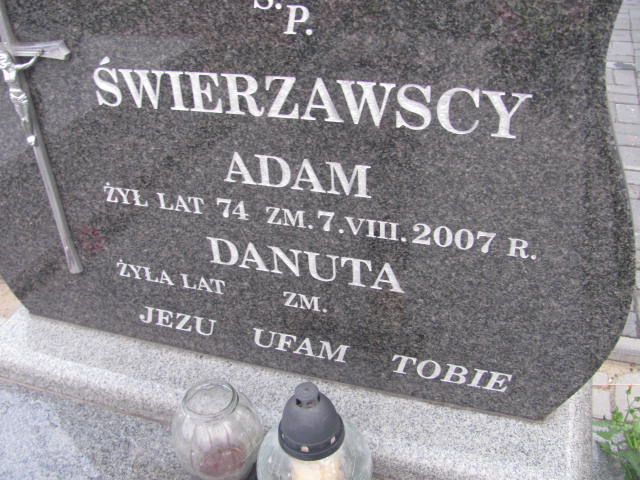 Ś.
P.
ŚWIERZAWSCY
ADAM
ŻYŁ LAT 74 ZM. 7. VIII. 2007 R.
DANUTA
ŻYŁA LAT ZM.
JEZU UFAM TOBIE